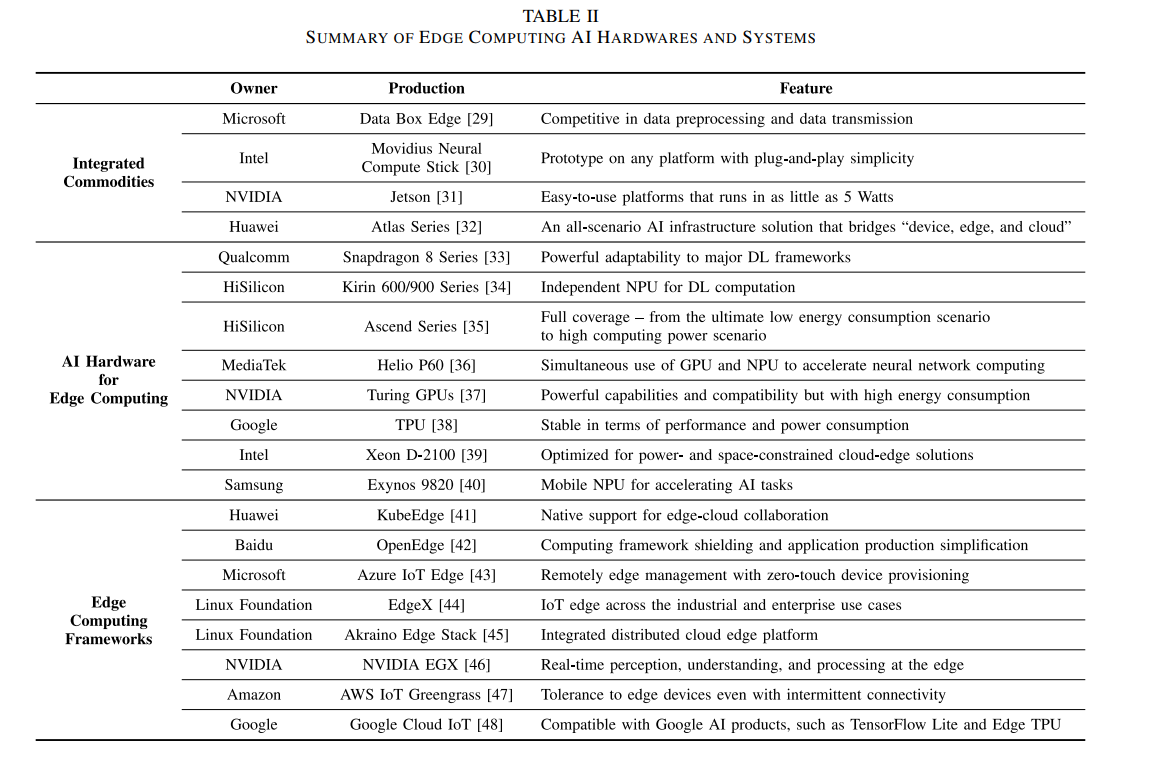 TABLE II
SUMMARY OF EDGE COMPUTING AI HARDWARES AND SYSTEMS
Owner Production Feature
Integrated Commodities
Microsoft Data Box Edge [29] Competitive in data preprocessing and data transmission
Intel Movidius Neural Compute Stick [30] Prototype on any platform with plug-and-play simplicity
NVIDIA Jetson [31] Easy-to-use platforms that runs in as little as 5 Watts
Huawei Atlas Series [32] An all-scenario AI infrastructure solution that bridges “device, edge, and cloud”
AI Hardware for Edge Computing
Qualcomm Snapdragon 8 Series [33] Powerful adaptability to major DL frameworks
HiSilicon Kirin 600/900 Series [34] Independent NPU for DL computation
HiSilicon Ascend Series [35] Full coverage – from the ultimate low energy consumption scenario to high computing power scenario
MediaTek Helio P60 [36] Simultaneous use of GPU and NPU to accelerate neural network computing
NVIDIA Turing GPUs [37] Powerful capabilities and compatibility but with high energy consumption
Google TPU [38] Stable in terms of performance and power consumption
Intel Xeon D-2100 [39] Optimized for power- and space-constrained cloud-edge solutions
Samsung Exynos 9820 [40] Mobile NPU for accelerating AI tasks
Edge Computing Frameworks
Huawei KubeEdge [41] Native support for edge-cloud collaboration
Baidu OpenEdge [42] Computing framework shielding and application production simplification
Microsoft Azure IoT Edge [43] Remotely edge management with zero-touch device provisioning
Linux Foundation EdgeX [44] IoT edge across the industrial and enterprise use cases
Linux Foundation Akraino Edge Stack [45] Integrated distributed cloud edge platform
NVIDIA NVIDIA EGX [46] Real-time perception, understanding, and processing at the edge
Amazon AWS IoT Greengrass [47] Tolerance to edge devices even with intermittent connectivity
Google Google Cloud IoT [48] Compatible with Google AI products, such as TensorFlow Lite and Edge TPU